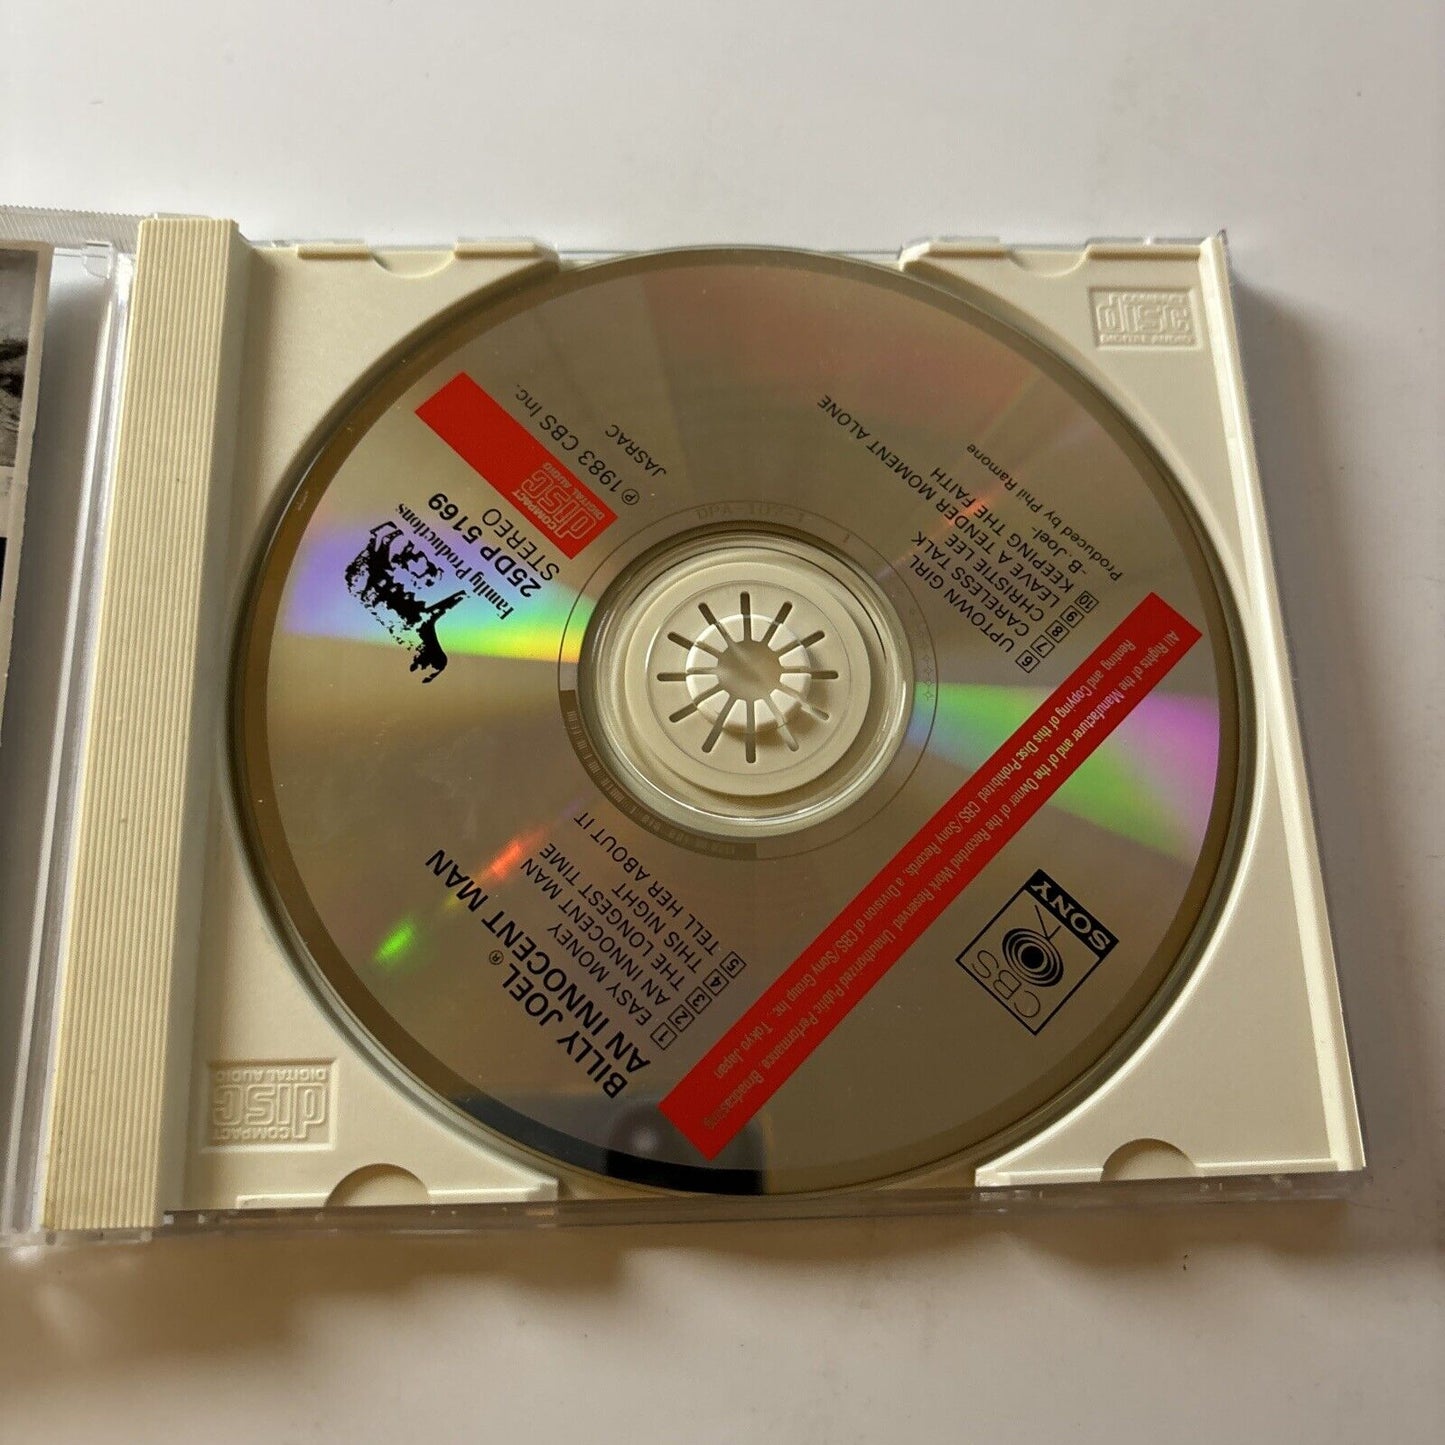 BILLY JOEL®
AN INNOCENT MAN
1 EASY MONEY
2 AN INNOCENT MAN
3 THE LONGEST TIME
4 THIS NIGHT
5 TELL HER ABOUT IT
6 UPTOWN GIRL
7 CARELESS TALK
8 CHRISTIE LEE
9 LEAVE A TENDER MOMENT ALONE
10 KEEPING THE FAITH
-B. Joel-
Produced by Phil Ramone
CBS
SONY
All Rights of the Manufacturer and of the Owner of the Recorded Work Reserved. Unauthorized Public Performance, Broadcasting
Renting and Copying of this Disc Prohibited. CBS/Sony Records, a Division of CBS/Sony Group Inc., Tokyo Japan
Family Productions
25DP 5169
STEREO
COMPACT
disc
DIGITAL AUDIO
℗ 1983 CBS Inc.
JASRAC
DPA-107-1 1
COMPACT
disc
DIGITAL AUDIO
COMPACT
disc
DIGITAL AUDIO